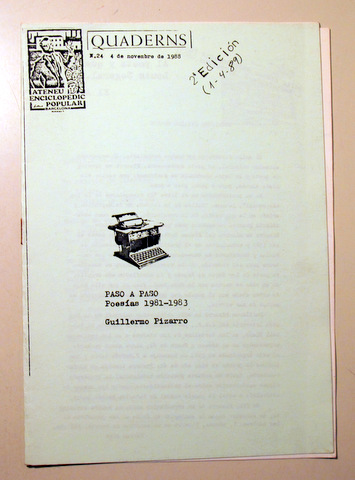 QUADERNS
N.24 4 de novembre de 1988
2ª Edición
(1-4-89)
ATENEU
ENCICLOPEDIC
POPULAR
BARCELONA
PASO A PASO
Poesías 1981-1983
Guillermo Pizarro